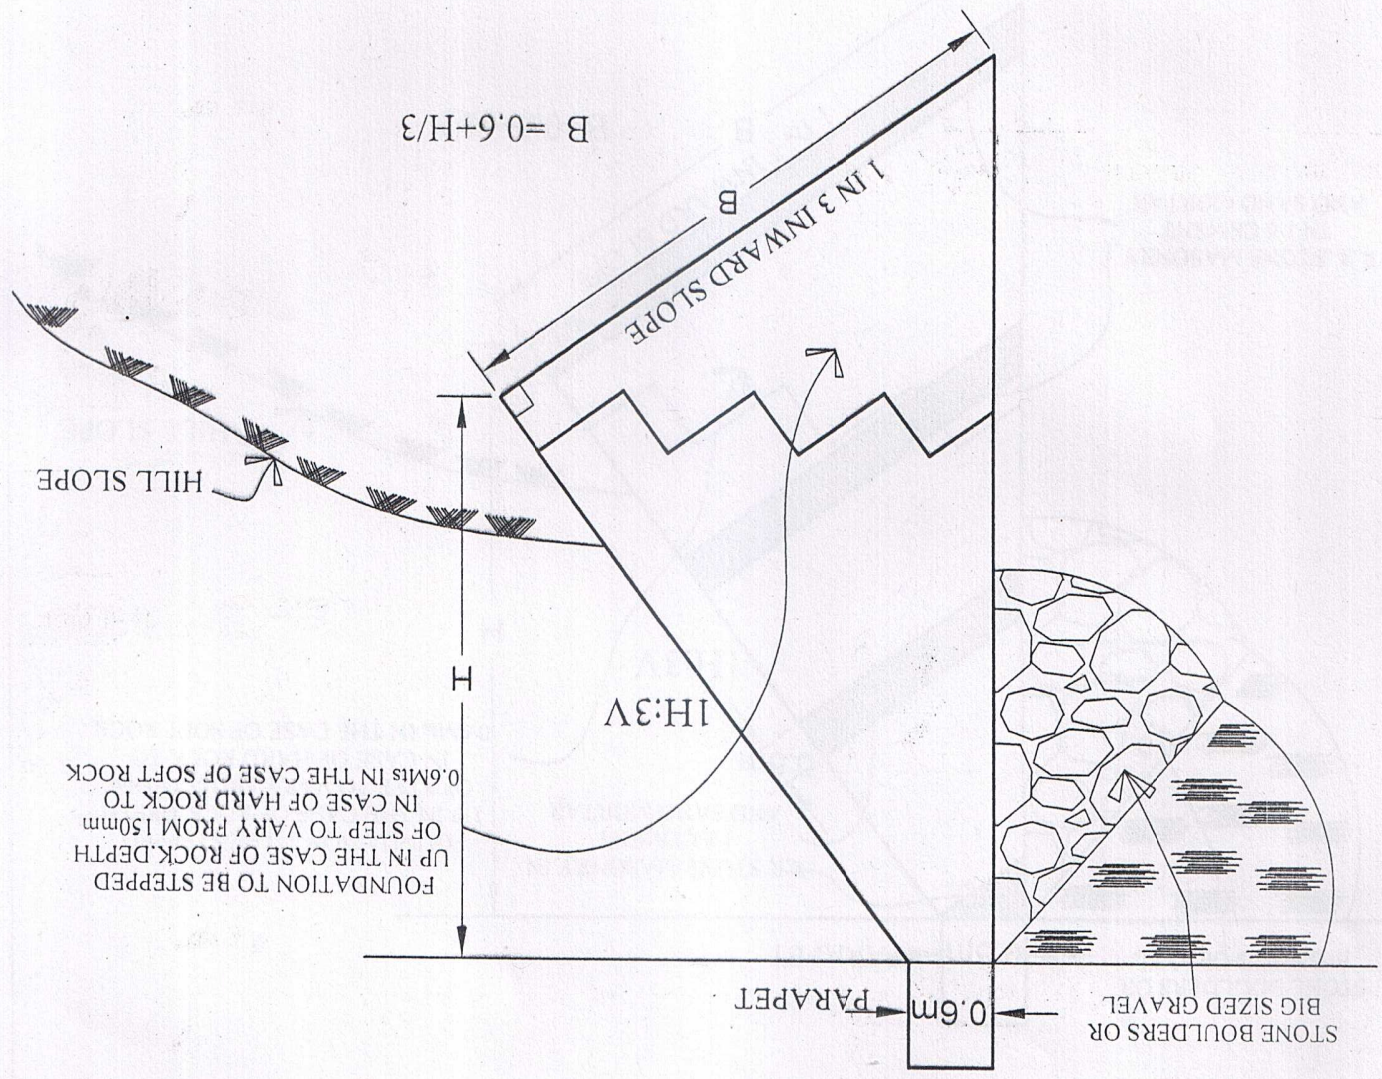 STONE BOULDERS OR
BIG SIZED GRAVEL
0.6m
PARAPET
FOUNDATION TO BE STEPPED
UP IN THE CASE OF ROCK.DEPTH
OF STEP TO VARY FROM 150mm
IN CASE OF HARD ROCK TO
0.6Mts IN THE CASE OF SOFT ROCK
1H:3V
H
HILL SLOPE
1 IN 3 INWARD SLOPE
B
B =0.6+H/3